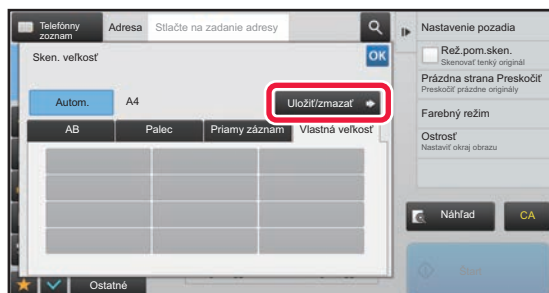 Telefónny
zoznam
Adresa
Stlačte na zadanie adresy
Sken. veľkosť
OK
Autom.
A4
Uložiť/zmazať
AB
Palec
Priamy záznam
Vlastná veľkosť
Ostatné
Nastavenie pozadia
Rež.pom.sken.
Skenovať tenký originál
Prázdna strana Preskočiť
Preskočiť prázdne originály
Farebný režim
Ostrosť
Nastaviť okraj obrazu
Náhľad
CA
Štart